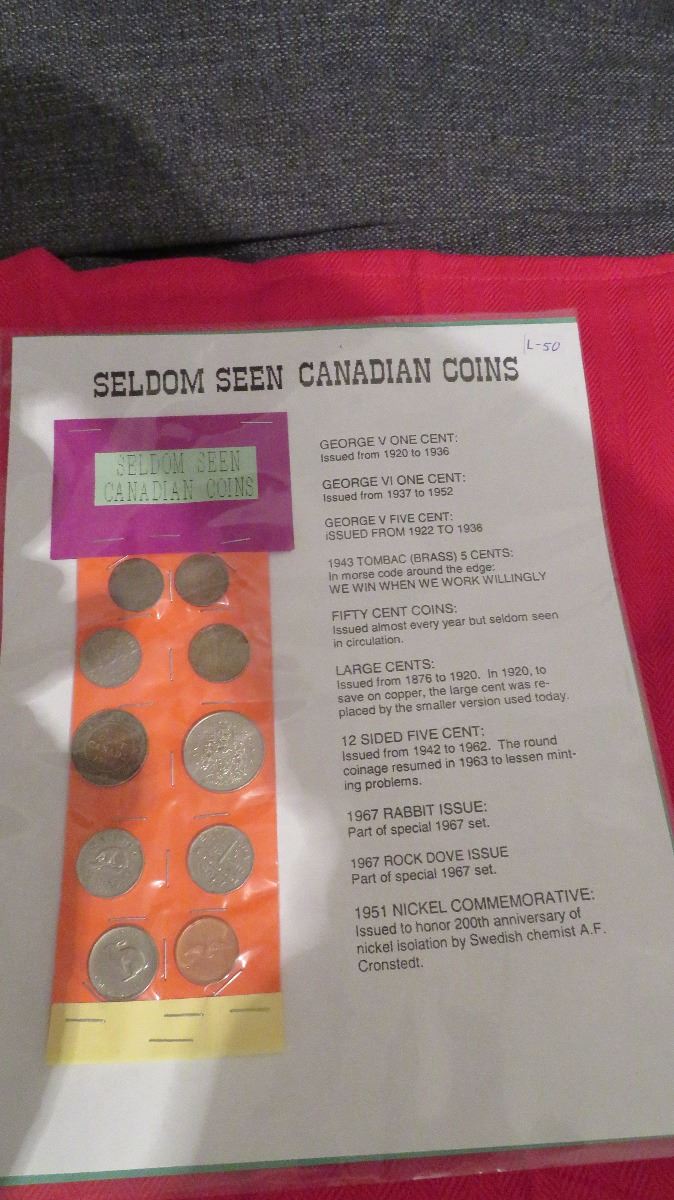 L-50
SELDOM SEEN CANADIAN COINS
SELDOM SEEN
CANADIAN COINS
GEORGE V ONE CENT:
Issued from 1920 to 1936
GEORGE VI ONE CENT:
Issued from 1937 to 1952
GEORGE V FIVE CENT:
iSSUED FROM 1922 TO 1936
1943 TOMBAC (BRASS) 5 CENTS:
In morse code around the edge:
WE WIN WHEN WE WORK WILLINGLY
FIFTY CENT COINS:
Issued almost every year but seldom seen
in circulation.
LARGE CENTS:
Issued from 1876 to 1920. In 1920, to
save on copper, the large cent was re-
placed by the smaller version used today.
12 SIDED FIVE CENT:
Issued from 1942 to 1962. The round
coinage resumed in 1963 to lessen mint-
ing problems.
1967 RABBIT ISSUE:
Part of special 1967 set.
1967 ROCK DOVE ISSUE
Part of special 1967 set.
1951 NICKEL COMMEMORATIVE:
Issued to honor 200th anniversary of
nickel isolation by Swedish chemist A.F.
Cronstedt.